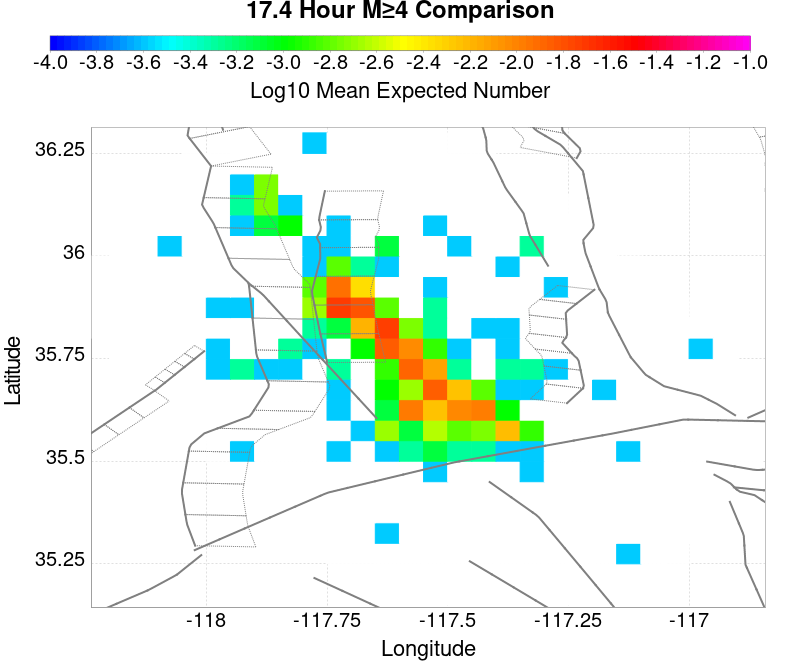 17.4 Hour M≥4 Comparison
-4.0 -3.8 -3.6 -3.4 -3.2 -3.0 -2.8 -2.6 -2.4 -2.2 -2.0 -1.8 -1.6 -1.4 -1.2 -1.0
Log10 Mean Expected Number
36.25
36
35.75
35.5
35.25
Latitude
-118 -117.75 -117.5 -117.25 -117
Longitude